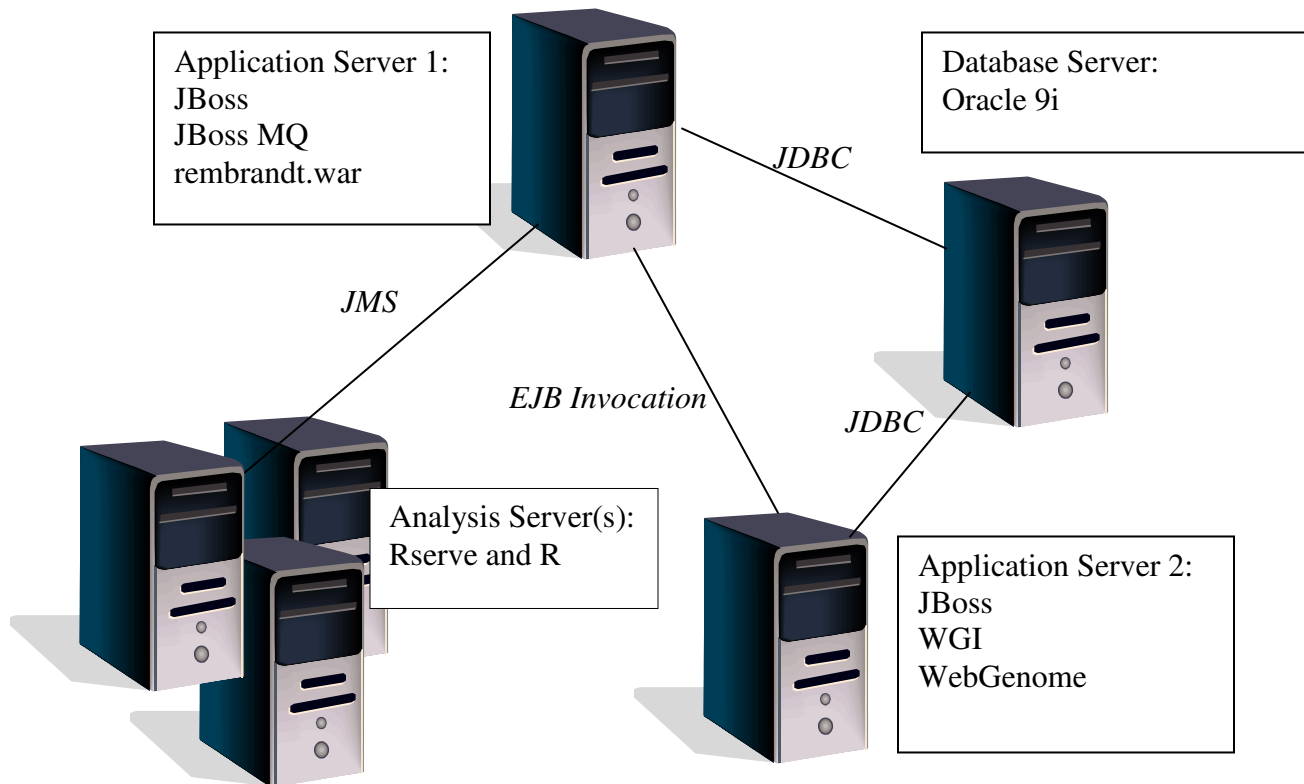 Application Server 1:
JBoss
JBoss MQ
rembrandt.war
Database Server:
Oracle 9i
JDBC
JMS
EJB Invocation
JDBC
Analysis Server(s):
Rserve and R
Application Server 2:
JBoss
WGI
WebGenome